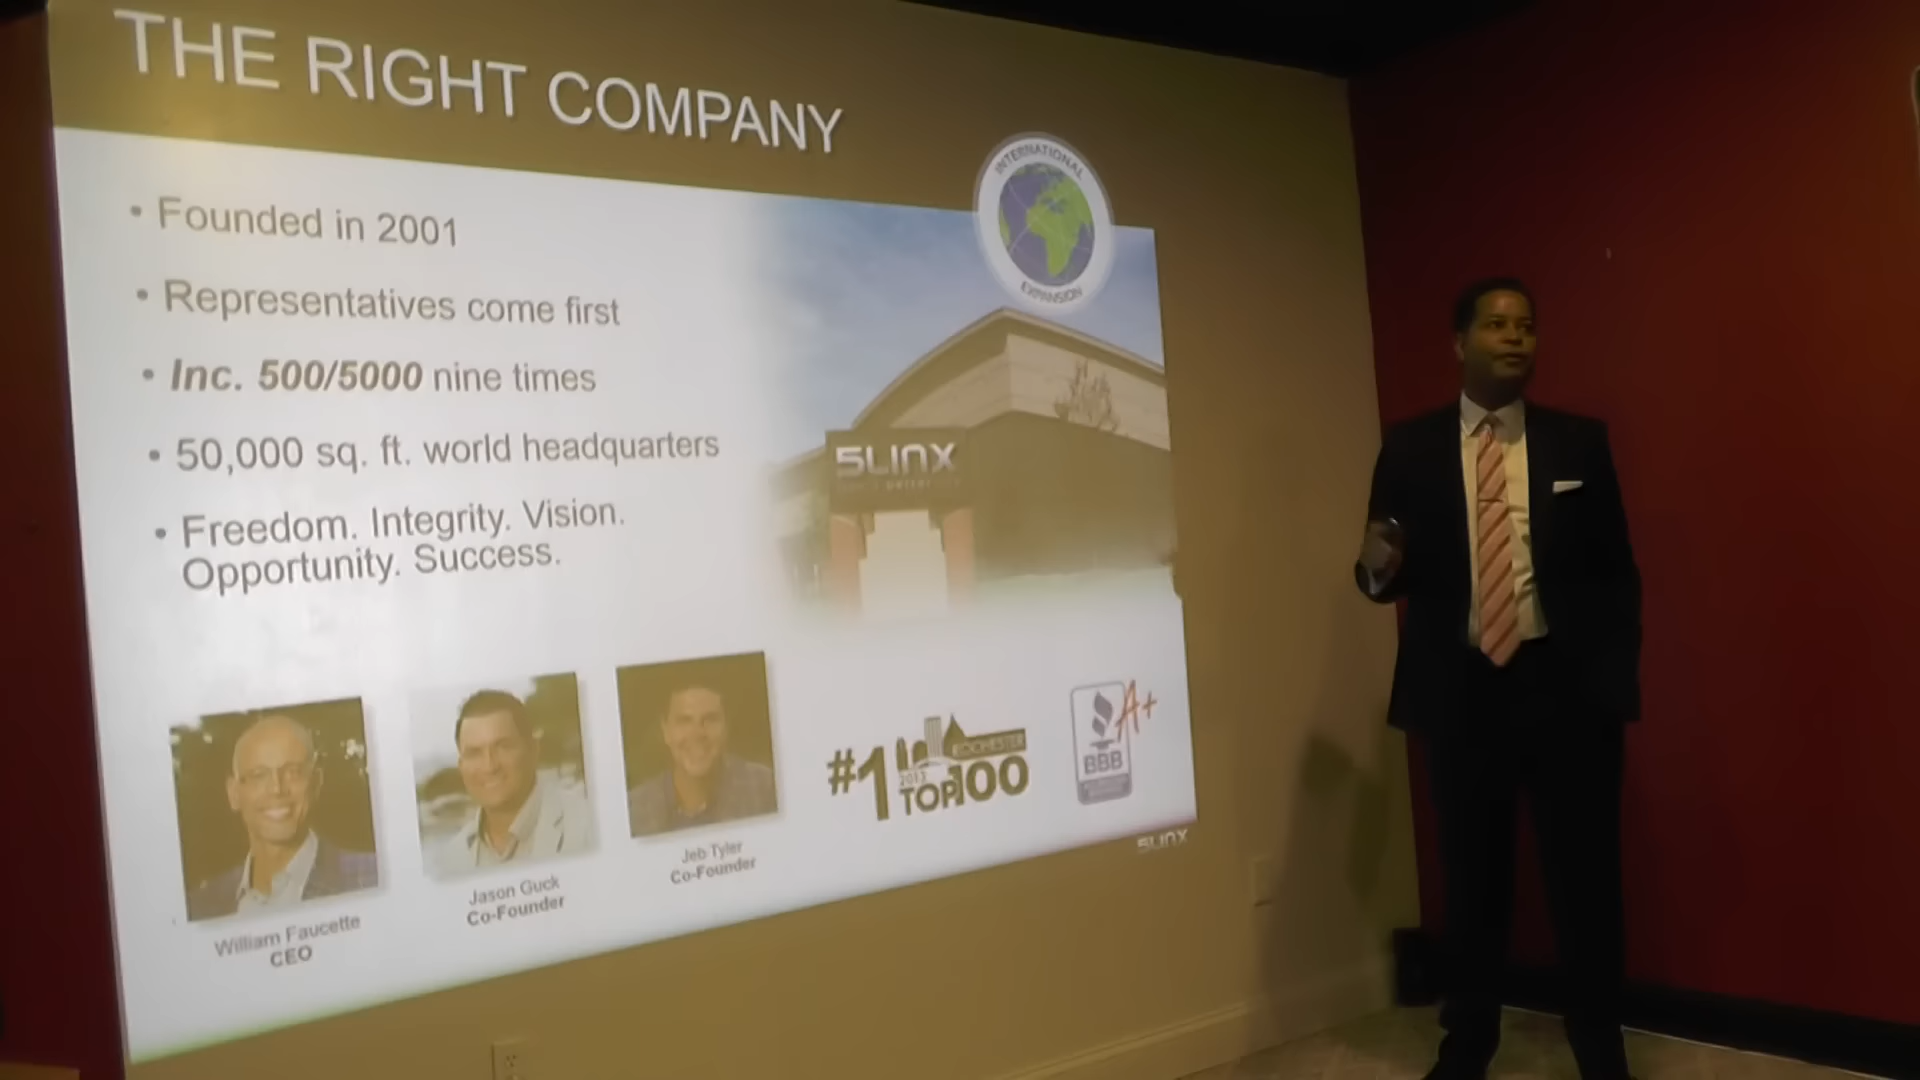 THE RIGHT COMPANY
INTERNATIONAL
EXPANSION
• Founded in 2001
• Representatives come first
• Inc. 500/5000 nine times
• 50,000 sq. ft. world headquarters
• Freedom. Integrity. Vision.
Opportunity. Success.
5LINX
William Faucette
CEO
Jason Guck
Co-Founder
Jeb Tyler
Co-Founder
#1
ROCHESTER
TOP100
A+
BBB
5LINX